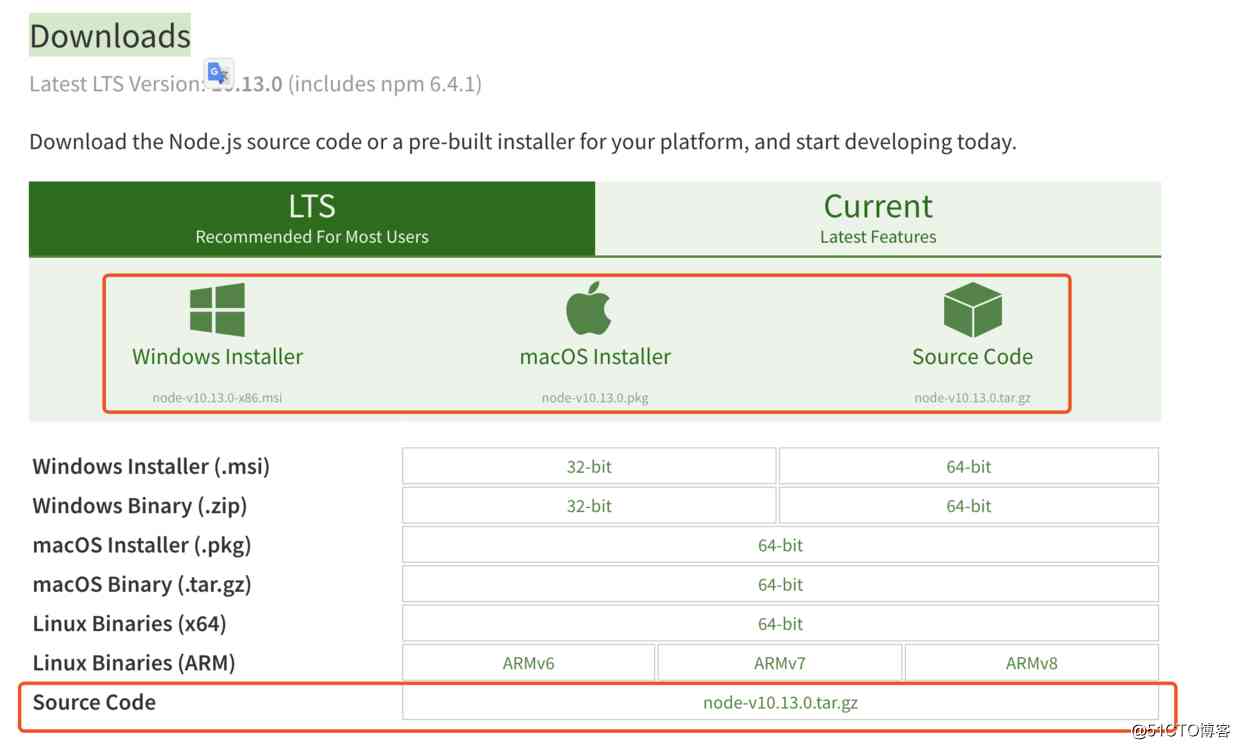 Downloads
Latest LTS Version: .13.0 (includes npm 6.4.1)
Download the Node.js source code or a pre-built installer for your platform, and start developing today.
LTS
Recommended For Most Users
Current
Latest Features
Windows Installer
node-v10.13.0-x86.msi
macOS Installer
node-v10.13.0.pkg
Source Code
node-v10.13.0.tar.gz
Windows Installer (.msi) 32-bit 64-bit
Windows Binary (.zip) 32-bit 64-bit
macOS Installer (.pkg) 64-bit
macOS Binary (.tar.gz) 64-bit
Linux Binaries (x64) 64-bit
Linux Binaries (ARM) ARMv6 ARMv7 ARMv8
Source Code node-v10.13.0.tar.gz
@51CTO博客